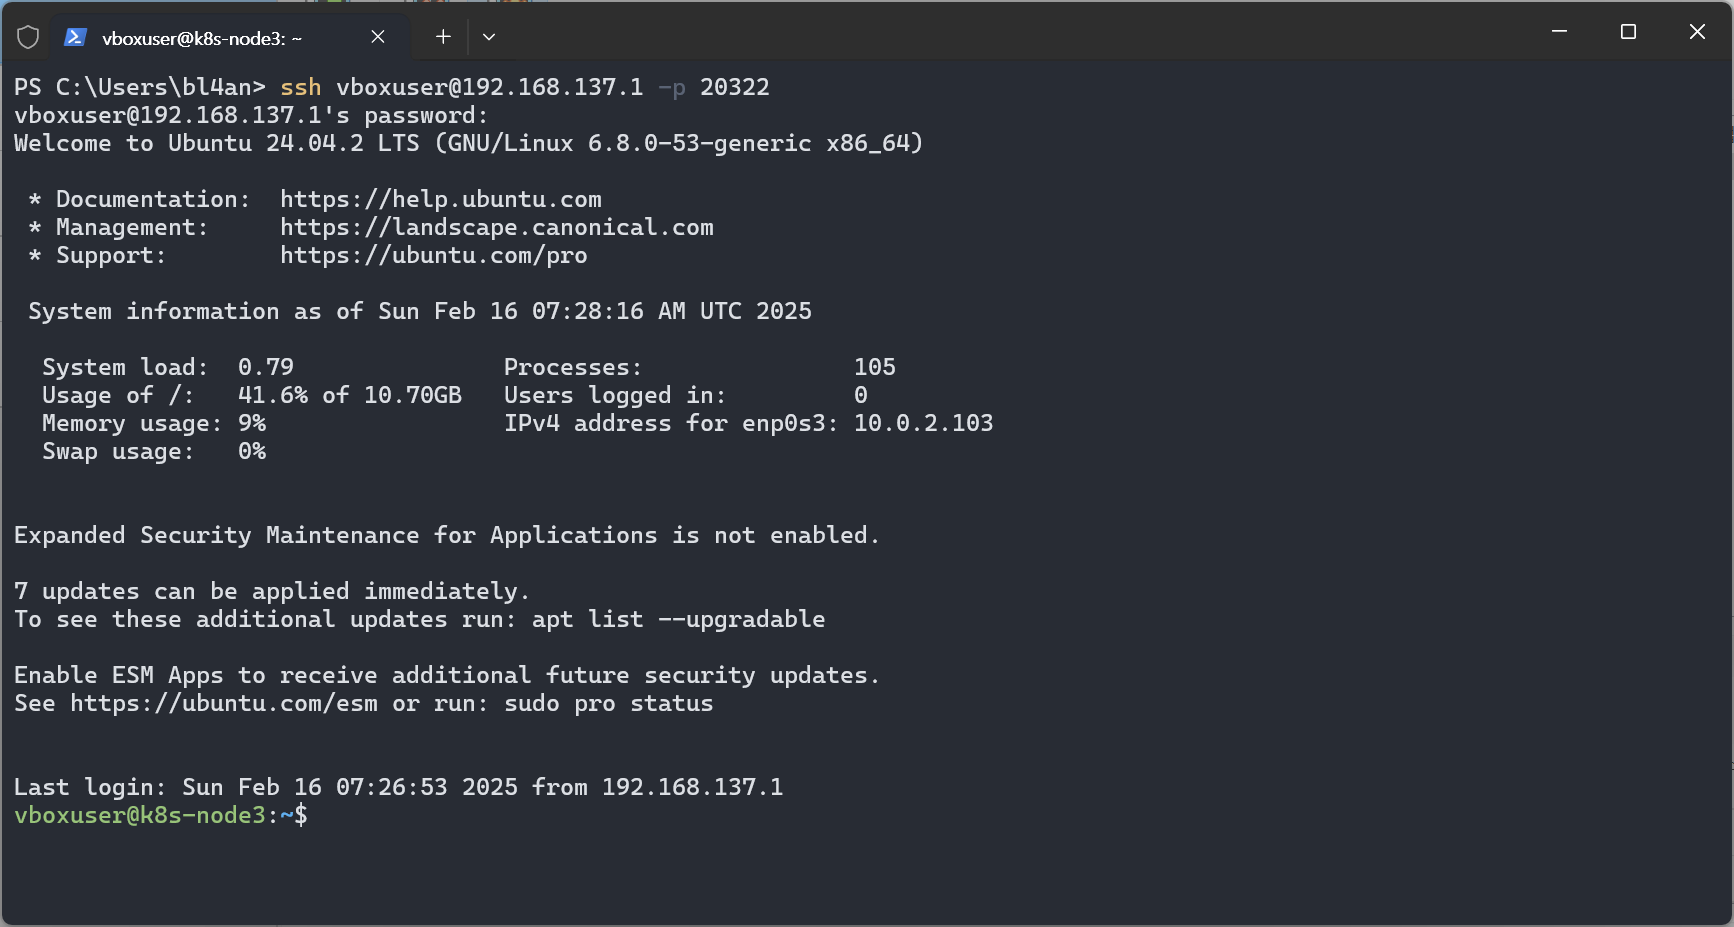 vboxuser@k8s-node3: ~
PS C:\Users\bl4an> ssh vboxuser@192.168.137.1 -p 20322
vboxuser@192.168.137.1's password:
Welcome to Ubuntu 24.04.2 LTS (GNU/Linux 6.8.0-53-generic x86_64)
* Documentation:  https://help.ubuntu.com
* Management:     https://landscape.canonical.com
* Support:        https://ubuntu.com/pro
System information as of Sun Feb 16 07:28:16 AM UTC 2025
System load:  0.79               Processes:               105
Usage of /:   41.6% of 10.70GB   Users logged in:         0
Memory usage: 9%                 IPv4 address for enp0s3: 10.0.2.103
Swap usage:   0%
Expanded Security Maintenance for Applications is not enabled.
7 updates can be applied immediately.
To see these additional updates run: apt list --upgradable
Enable ESM Apps to receive additional future security updates.
See https://ubuntu.com/esm or run: sudo pro status
Last login: Sun Feb 16 07:26:53 2025 from 192.168.137.1
vboxuser@k8s-node3:~$